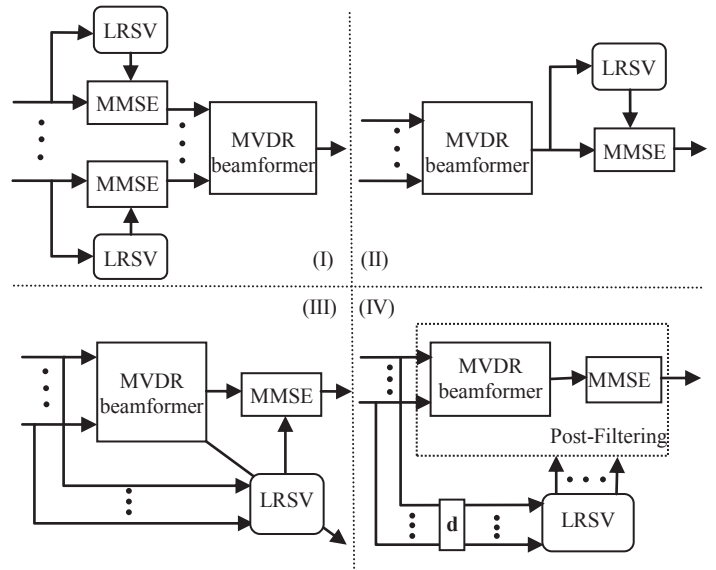 LRSV
MMSE
MVDR
beamformer
MMSE
LRSV
(I)
LRSV
MVDR
beamformer
MMSE
(II)
(III)
MVDR
beamformer
MMSE
LRSV
(IV)
MVDR
beamformer
MMSE
Post-Filtering
d
LRSV